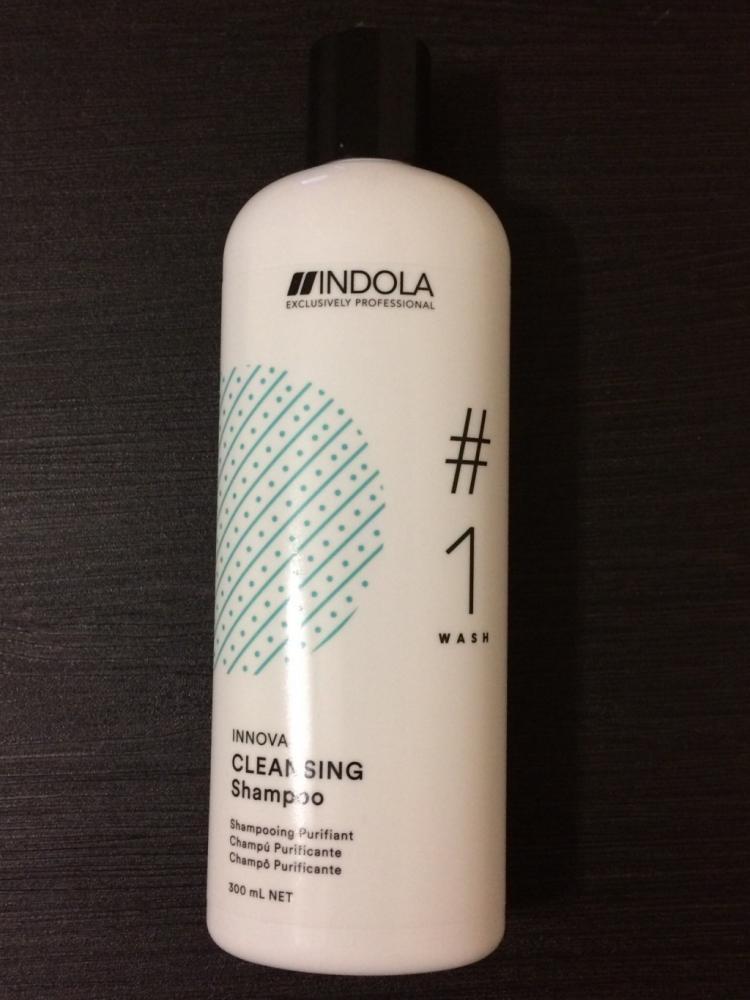 INDOLA
EXCLUSIVELY PROFESSIONAL
#
1
WASH
INNOVA
CLEANSING
Shampoo
Shampooing Purifiant
Champú Purificante
Champô Purificante
300 mL NET